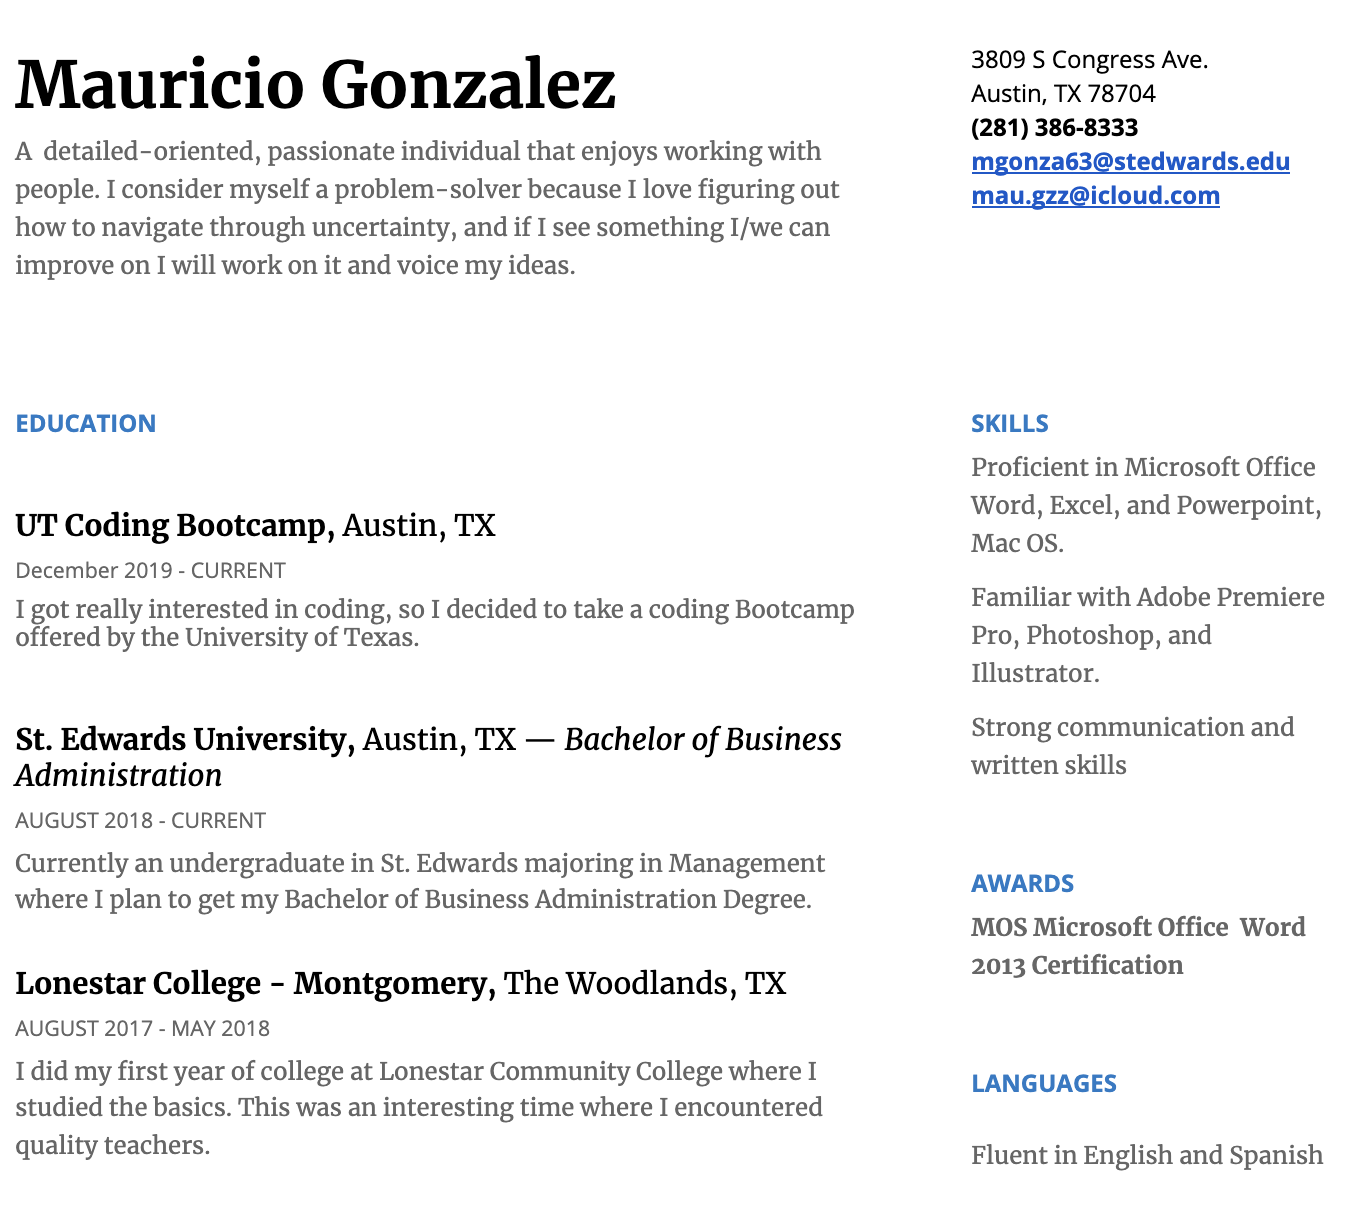 Mauricio Gonzalez
A  detailed-oriented, passionate individual that enjoys working with
people. I consider myself a problem-solver because I love figuring out
how to navigate through uncertainty, and if I see something I/we can
improve on I will work on it and voice my ideas.
3809 S Congress Ave.
Austin, TX 78704
(281) 386-8333
mgonza63@stedwards.edu
mau.gzz@icloud.com
EDUCATION
UT Coding Bootcamp, Austin, TX
December 2019 - CURRENT
I got really interested in coding, so I decided to take a coding Bootcamp
offered by the University of Texas.
St. Edwards University, Austin, TX — Bachelor of Business
Administration
AUGUST 2018 - CURRENT
Currently an undergraduate in St. Edwards majoring in Management
where I plan to get my Bachelor of Business Administration Degree.
Lonestar College - Montgomery, The Woodlands, TX
AUGUST 2017 - MAY 2018
I did my first year of college at Lonestar Community College where I
studied the basics. This was an interesting time where I encountered
quality teachers.
SKILLS
Proficient in Microsoft Office
Word, Excel, and Powerpoint,
Mac OS.
Familiar with Adobe Premiere
Pro, Photoshop, and
Illustrator.
Strong communication and
written skills
AWARDS
MOS Microsoft Office  Word
2013 Certification
LANGUAGES
Fluent in English and Spanish